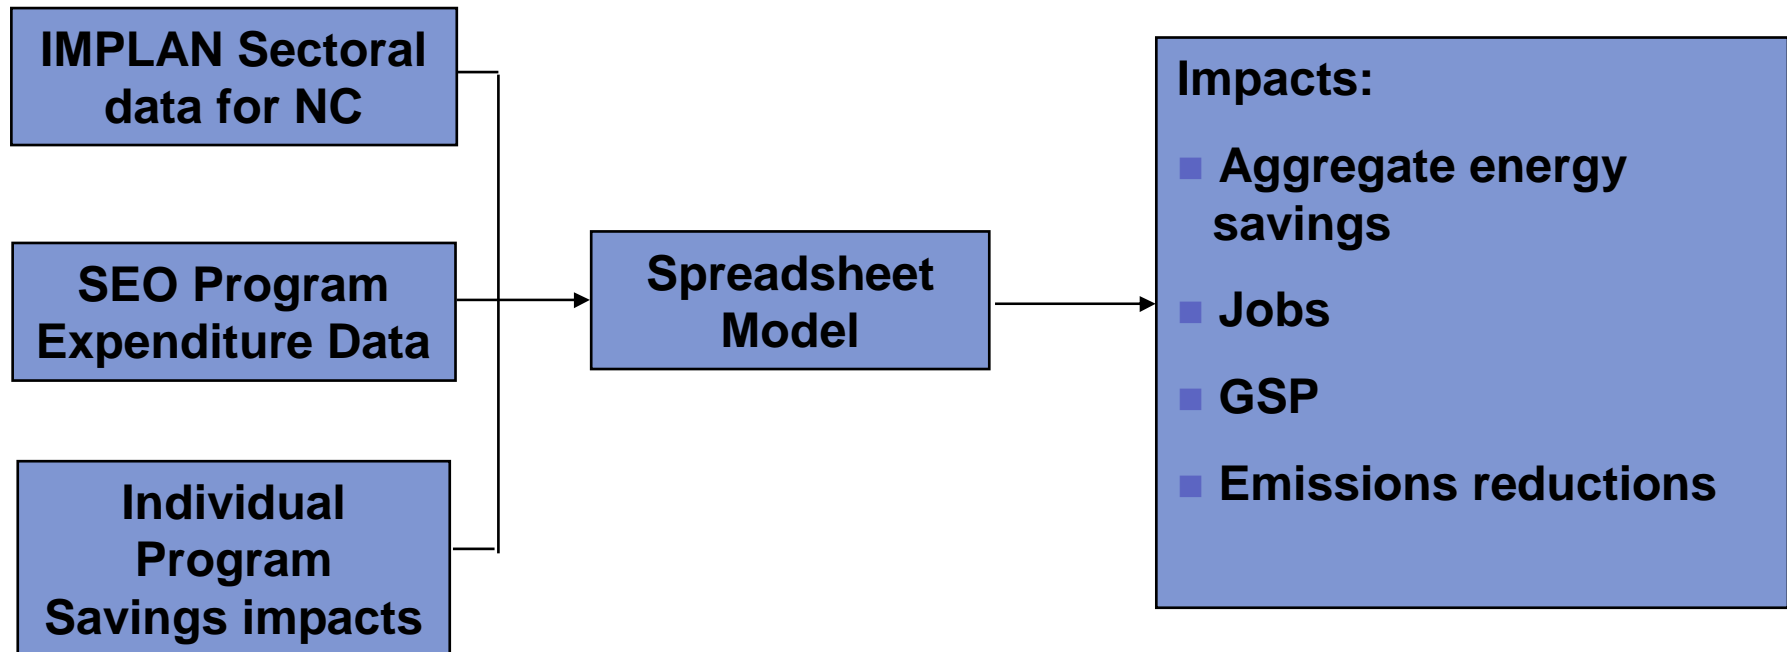 IMPLAN Sectoral
data for NC
SEO Program
Expenditure Data
Individual
Program
Savings impacts
Spreadsheet
Model
Impacts:
Aggregate energy
savings
Jobs
GSP
Emissions reductions